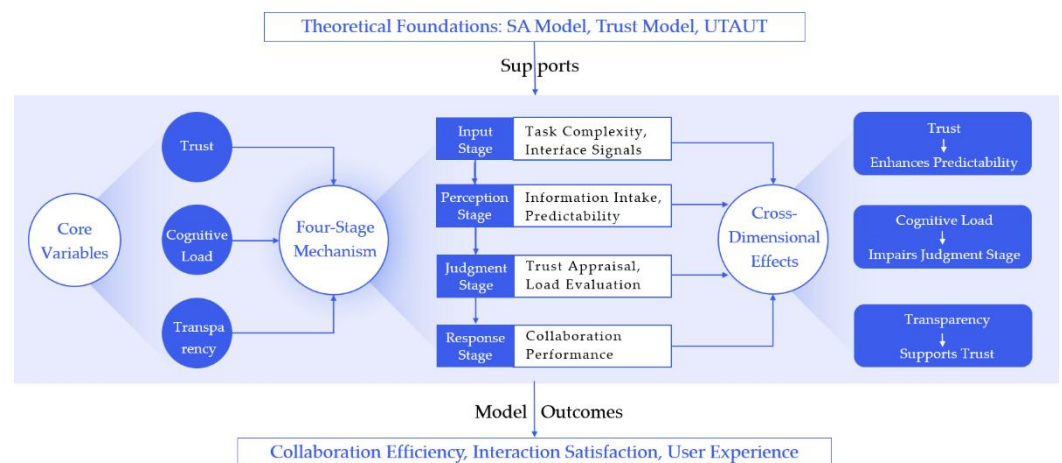 Theoretical Foundations: SA Model, Trust Model, UTAUT
Supports
Core
Variables
Trust
Cognitive
Load
Transpa
rency
Four-Stage
Mechanism
Input
Stage
Task Complexity,
Interface Signals
Perception
Stage
Information Intake,
Predictability
Judgment
Stage
Trust Appraisal,
Load Evaluation
Response
Stage
Collaboration
Performance
Cross-
Dimensional
Effects
Trust
Enhances Predictability
Cognitive Load
Impairs Judgment Stage
Transparency
Supports Trust
Model Outcomes
Collaboration Efficiency, Interaction Satisfaction, User Experience